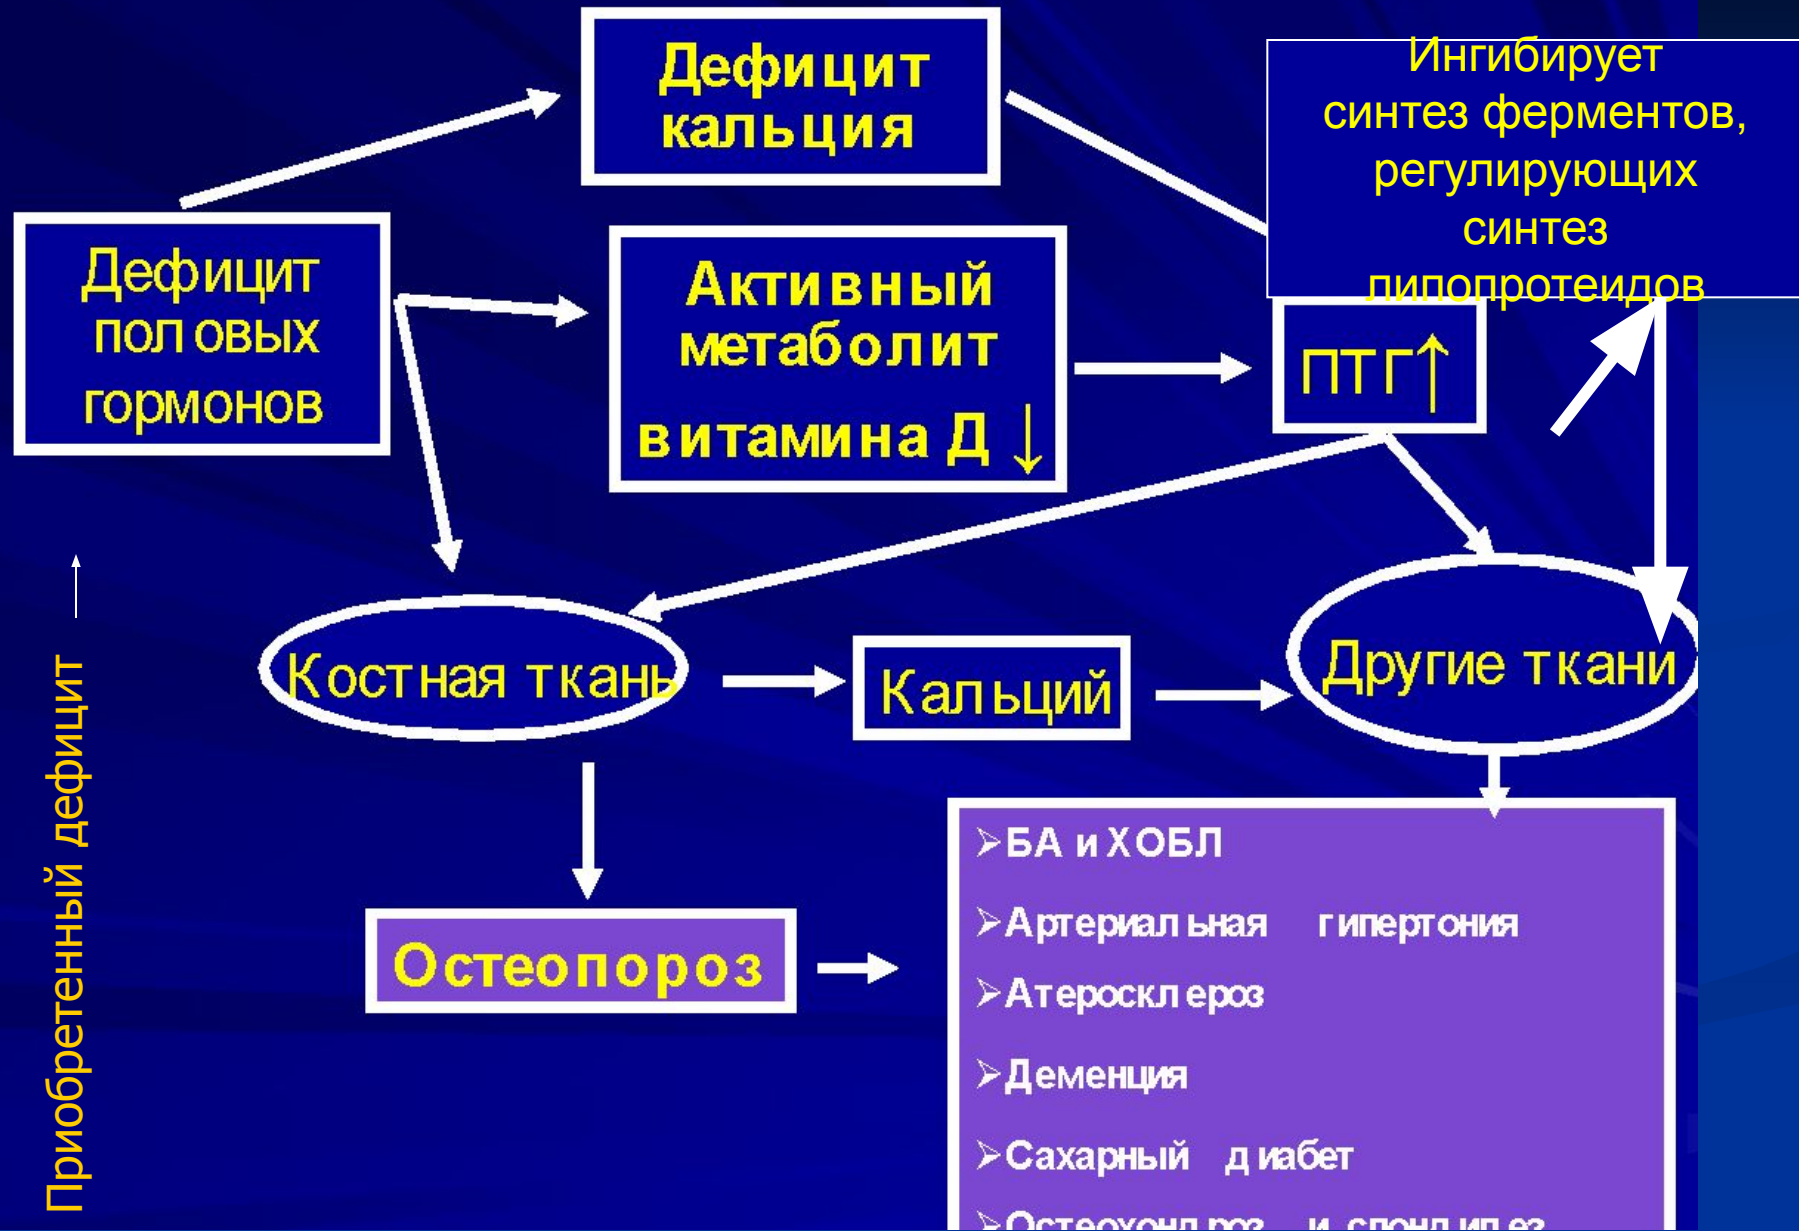 Дефицит
кальция
Ингибирует
синтез ферментов,
регулирующих
синтез
липопротеидов
Дефицит
половых
гормонов
Активный
метаболит
витамина Д ↓
ПТГ↑
Костная ткань
Кальций
Другие ткани
Приобретенный дефицит →
Остеопороз
➢БА и ХОБЛ
➢Артериальная гипертония
➢Атеросклероз
➢Деменция
➢Сахарный диабет
➢Остеохондроз и